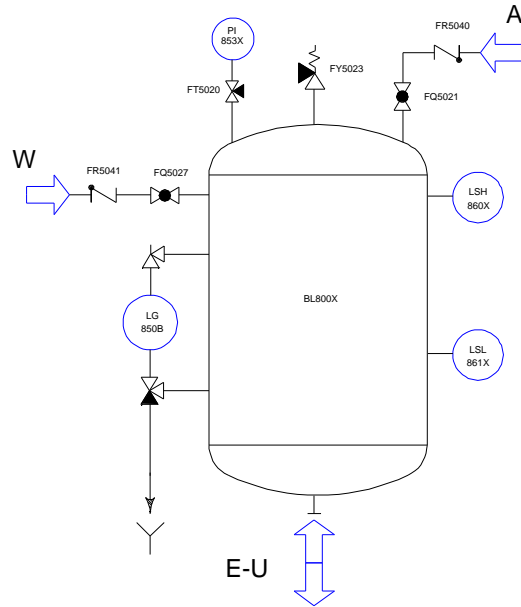 A
PI
853X
FR5040
FY5023
FT5020
FQ5021
W
FR5041
FQ5027
LSH
860X
BL800X
LG
850B
LSL
861X
E-U